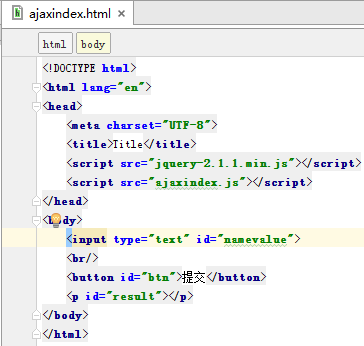 ajaxindex.html ×
html body
<!DOCTYPE html>
<html lang="en">
<head>
<meta charset="UTF-8">
<title>Title</title>
<script src="jquery-2.1.1.min.js"></script>
<script src="ajaxindex.js"></script>
</head>
<body>
<input type="text" id="namevalue">
<br/>
<button id="btn">提交</button>
<p id="result"></p>
</body>
</html>